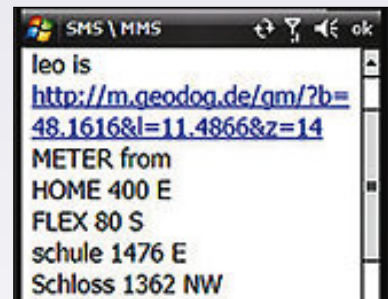 SMS\MMS ok
leo is
http://m.geodog.de/gm/?b=
48.1616&l=11.4866&z=14
METER from
HOME 400 E
FLEX 80 S
schule 1476 E
Schloss 1362 NW